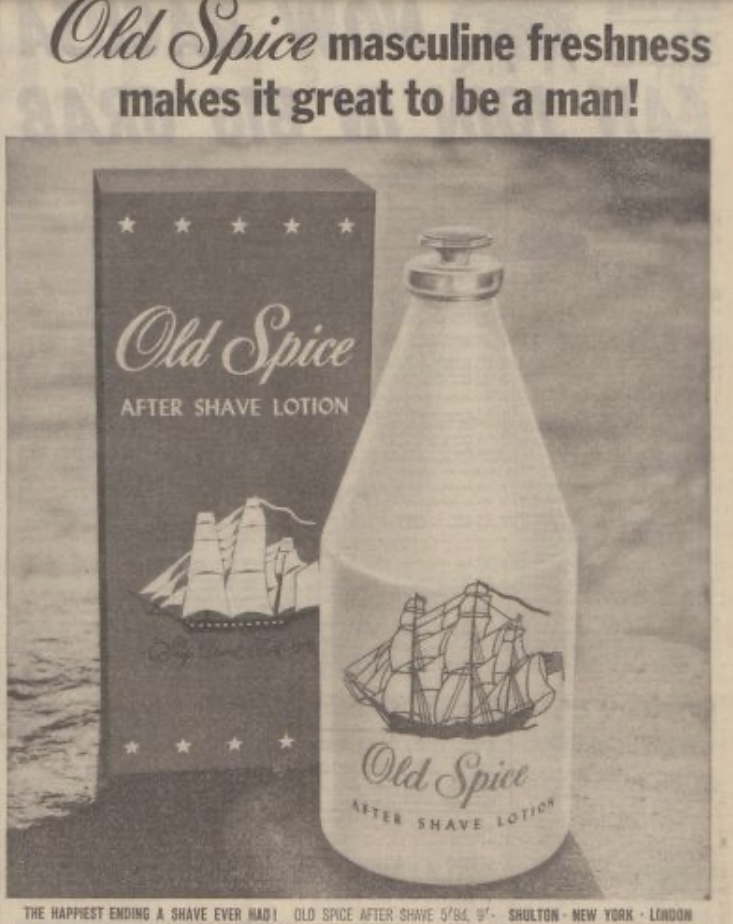 Old Spice masculine freshness
makes it great to be a man!
Old Spice
AFTER SHAVE LOTION
Old Spice
AFTER SHAVE LOTION
THE HAPPIEST ENDING A SHAVE EVER HAD! OLD SPICE AFTER SHAVE 5/9d, 9/- SHULTON · NEW YORK · LONDON